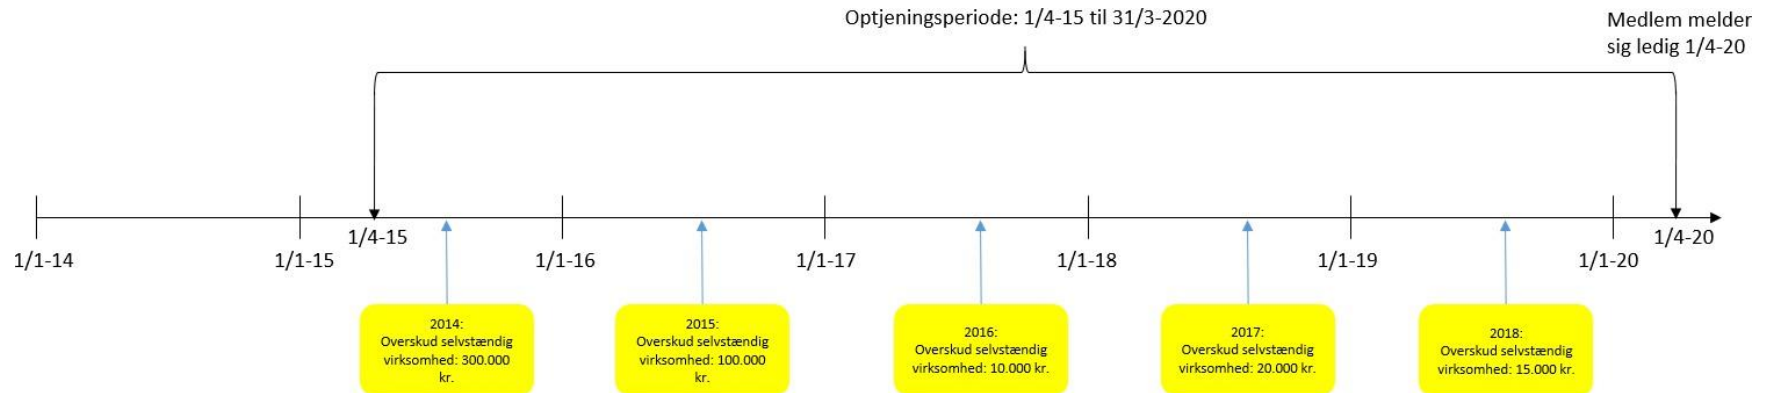 Optjeningsperiode: 1/4-15 til 31/3-2020
Medlem melder
sig ledig 1/4-20
1/4-15
1/4-20
1/1-14
1/1-15
1/1-16
1/1-17
1/1-18
1/1-19
1/1-20
2014:
Overskud selvstændig
virksomhed: 300.000
kr.
2015:
Overskud selvstændig
virksomhed: 100.000
kr.
2016:
Overskud selvstændig
virksomhed: 10.000 kr.
2017:
Overskud selvstændig
virksomhed: 20.000 kr.
2018:
Overskud selvstændig
virksomhed: 15.000 kr.